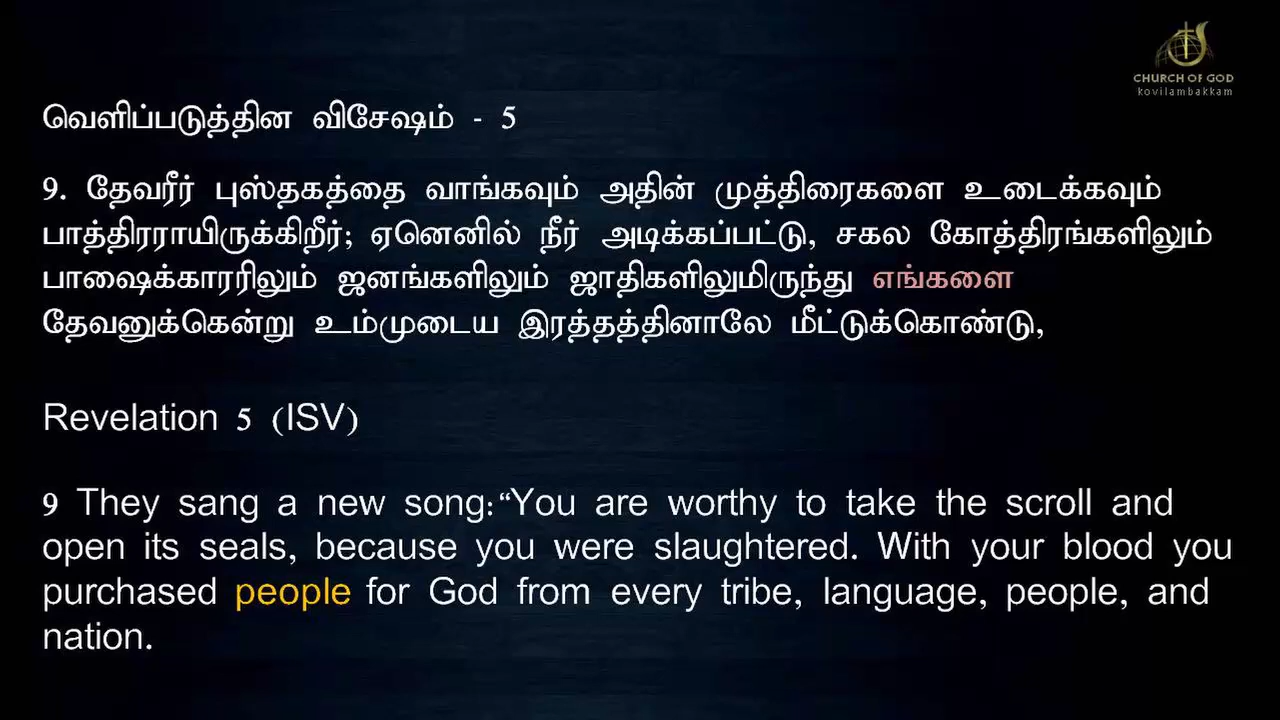 CHURCH OF GOD
kovilambakkam
வெளிப்படுத்தின விசேஷம் - 5
9. தேவரீர் புஸ்தகத்தை வாங்கவும் அதின் முத்திரைகளை உடைக்கவும்
பாத்திரராயிருக்கிறீர்; ஏனெனில் நீர் அடிக்கப்பட்டு, சகல கோத்திரங்களிலும்
பாஷைக்காரரிலும் ஜனங்களிலும் ஜாதிகளிலுமிருந்து எங்களை
தேவனுக்கென்று உம்முடைய இரத்தத்தினாலே மீட்டுக்கொண்டு,
Revelation 5 (ISV)
9 They sang a new song:“You are worthy to take the scroll and
open its seals, because you were slaughtered. With your blood you
purchased people for God from every tribe, language, people, and
nation.